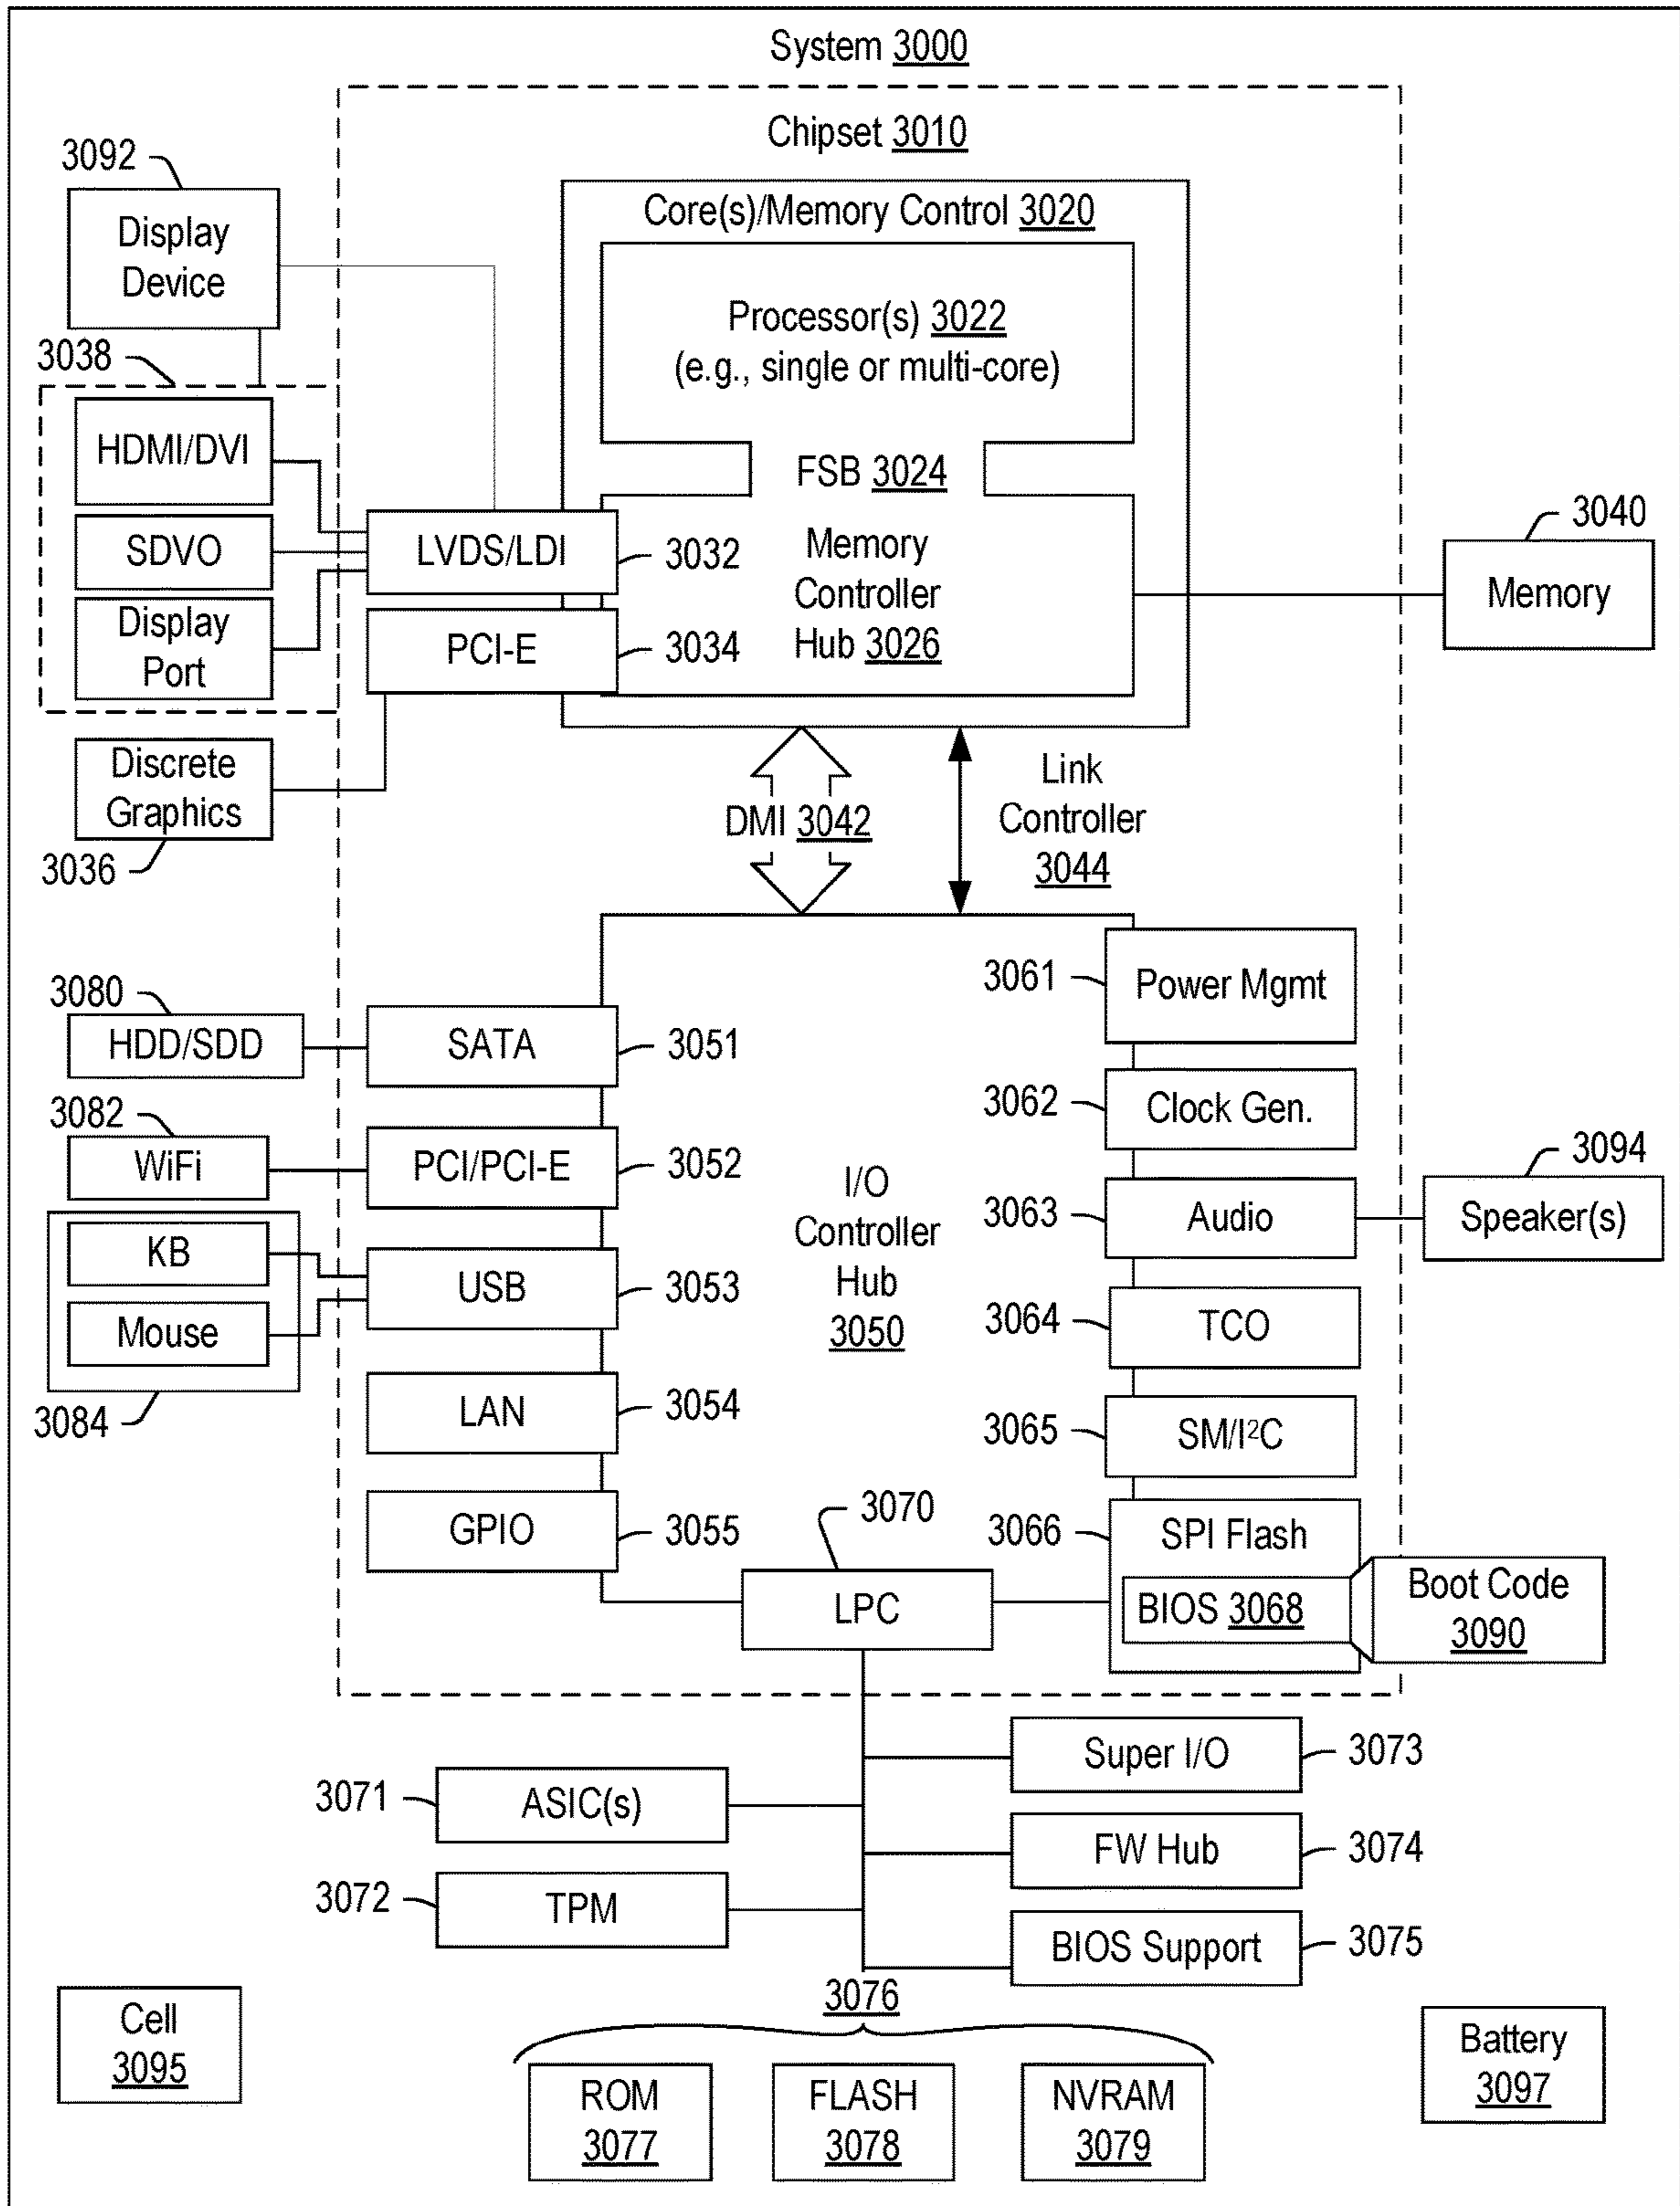 System 3000
Chipset 3010
3092
Display
Device
Core(s)/Memory Control 3020
Processor(s) 3022
(e.g., single or multi-core)
3038
HDMI/DVI
SDVO
Display
Port
FSB 3024
LVDS/LDI
3032
PCI-E
3034
Memory
Controller
Hub 3026
3040
Memory
Discrete
Graphics
3036
DMI 3042
Link
Controller
3044
3080
HDD/SDD
SATA
3051
3082
WiFi
PCI/PCI-E
3052
KB
Mouse
3084
USB
3053
LAN
3054
GPIO
3055
I/O
Controller
Hub
3050
3061
Power Mgmt
3062
Clock Gen.
3063
Audio
3094
Speaker(s)
3064
TCO
3065
SM/I²C
3066
SPI Flash
BIOS 3068
Boot Code
3090
3070
LPC
3071
ASIC(s)
3072
TPM
Super I/O
3073
FW Hub
3074
BIOS Support
3075
3076
Cell
3095
ROM
3077
FLASH
3078
NVRAM
3079
Battery
3097